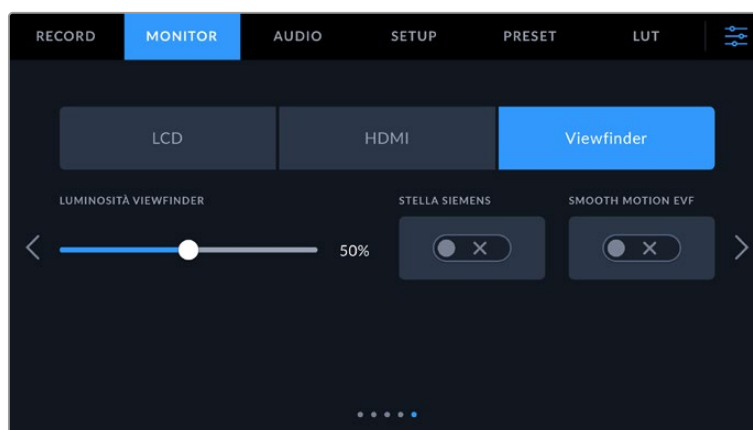 RECORD MONITOR AUDIO SETUP PRESET LUT
LCD HDMI Viewfinder
LUMINOSITÀ VIEWFINDER STELLA SIEMENS SMOOTH MOTION EVF
50%